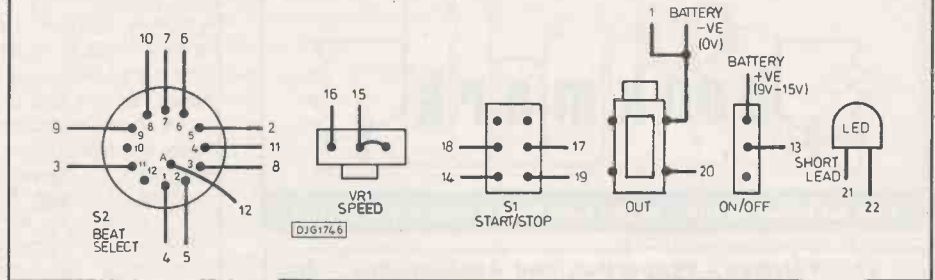 10 7 6
9
3
2
11
8
12
4 5
7
8 6
9 5
10 4
11 A 3
12 1 2
S2
BEAT
SELECT
16 15
VR1
SPEED
DJG1746
18 17
14 19
S1
START/STOP
1 BATTERY
-VE
(0V)
20
OUT
BATTERY
+VE
(9V-15V)
13
ON/OFF
LED
SHORT
LEAD
21
22